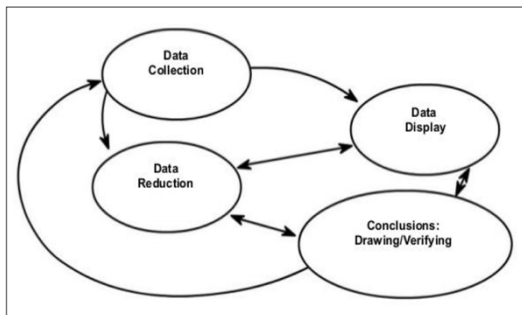 Data
Collection
Data
Display
Data
Reduction
Conclusions:
Drawing/Verifying